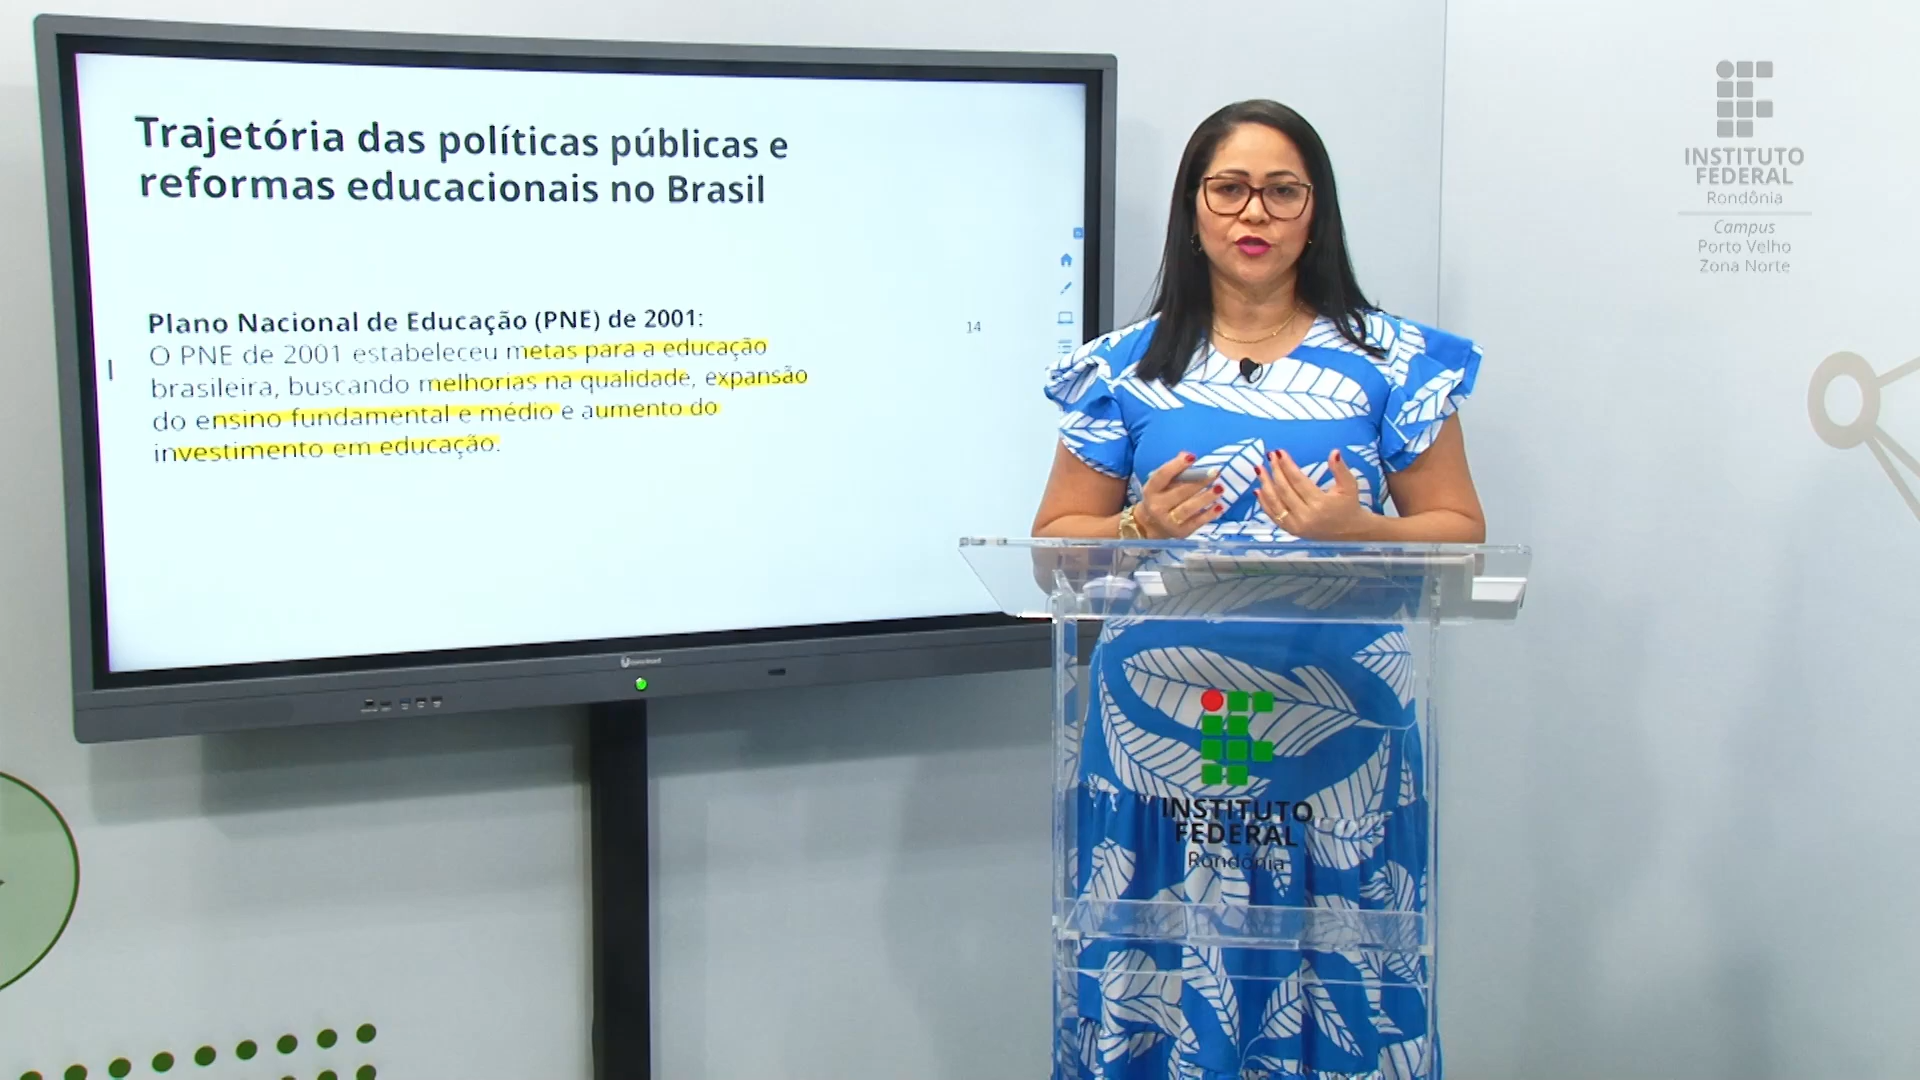 Trajetória das políticas públicas e
reformas educacionais no Brasil
Plano Nacional de Educação (PNE) de 2001:
O PNE de 2001 estabeleceu metas para a educação
brasileira, buscando melhorias na qualidade, expansão
do ensino fundamental e médio e aumento do
investimento em educação.
14
INSTITUTO
FEDERAL
Rondônia
Campus
Porto Velho
Zona Norte
INSTITUTO
FEDERAL
Rondônia